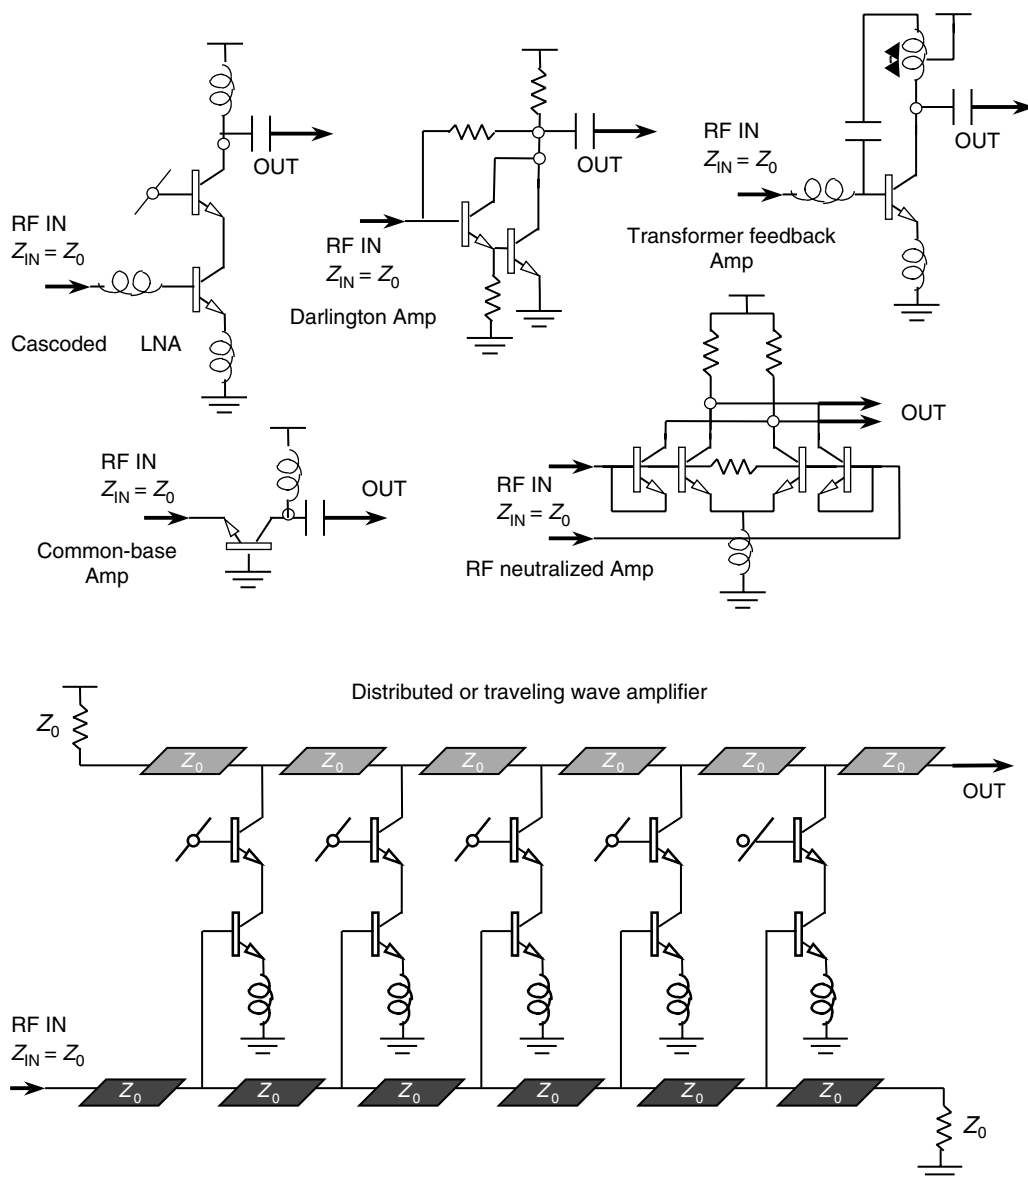 OUT
RF IN
Z_IN = Z_0
Cascoded LNA
OUT
RF IN
Z_IN = Z_0
Darlington Amp
RF IN
Z_IN = Z_0
OUT
Transformer feedback
Amp
RF IN
Z_IN = Z_0
OUT
Common-base
Amp
OUT
RF IN
Z_IN = Z_0
RF neutralized Amp
Distributed or traveling wave amplifier
Z_0
Z_0 Z_0 Z_0 Z_0 Z_0 Z_0
OUT
RF IN
Z_IN = Z_0
Z_0 Z_0 Z_0 Z_0 Z_0 Z_0
Z_0